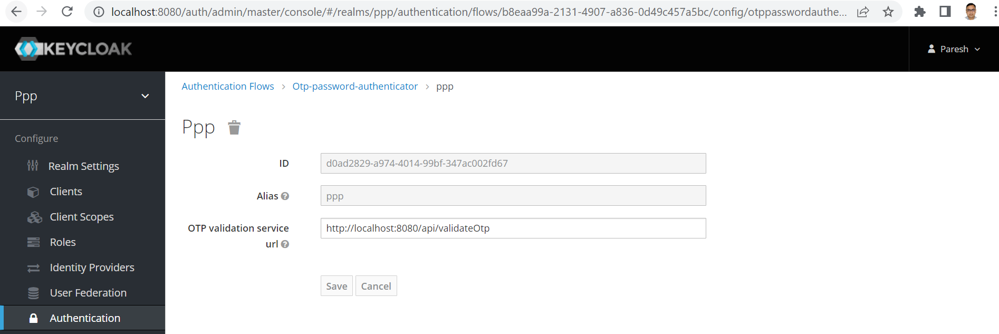 localhost:8080/auth/admin/master/console/#/realms/ppp/authentication/flows/b8eaa99a-2131-4907-a836-0d49c457a5bc/config/otppasswordauthe...
KEYCLOAK
Paresh
Ppp
Authentication Flows > Otp-password-authenticator > ppp
Ppp
Configure
Realm Settings
Clients
Client Scopes
Roles
Identity Providers
User Federation
Authentication
ID
d0ad2829-a974-4014-99bf-347ac002fd67
Alias
ppp
OTP validation service
url
http://localhost:8080/api/validateOtp
Save Cancel